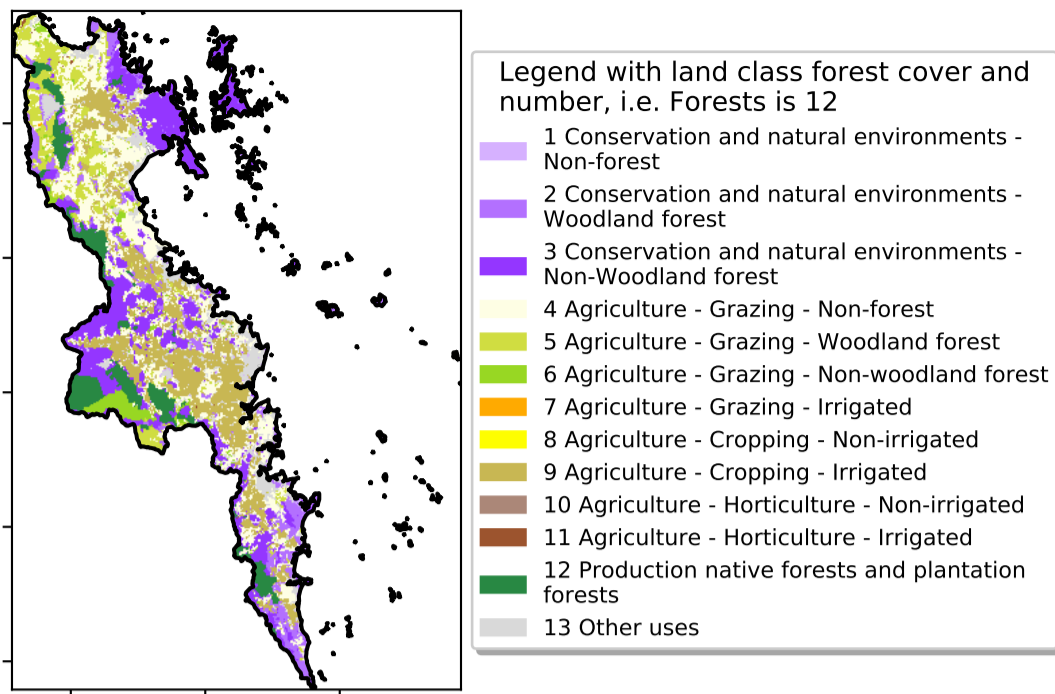 Legend with land class forest cover and
number, i.e. Forests is 12
1 Conservation and natural environments -
Non-forest
2 Conservation and natural environments -
Woodland forest
3 Conservation and natural environments -
Non-Woodland forest
4 Agriculture - Grazing - Non-forest
5 Agriculture - Grazing - Woodland forest
6 Agriculture - Grazing - Non-woodland forest
7 Agriculture - Grazing - Irrigated
8 Agriculture - Cropping - Non-irrigated
9 Agriculture - Cropping - Irrigated
10 Agriculture - Horticulture - Non-irrigated
11 Agriculture - Horticulture - Irrigated
12 Production native forests and plantation
forests
13 Other uses